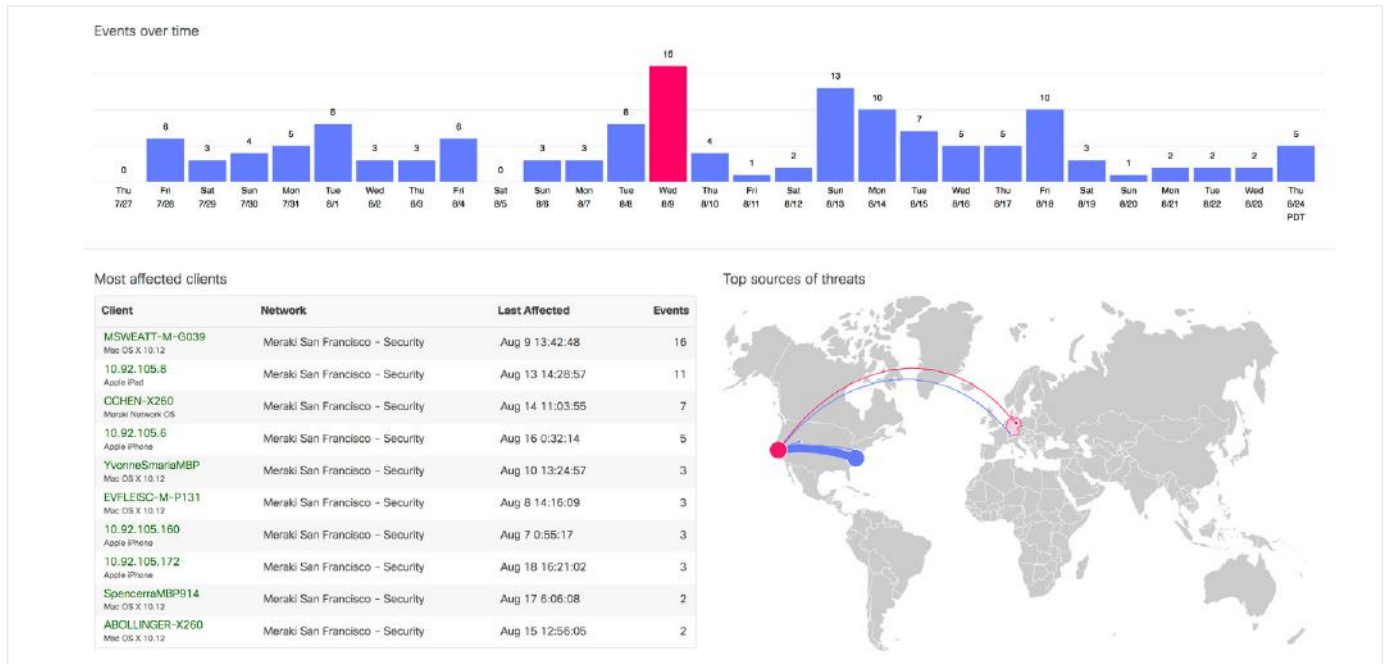 Events over time
16
13
10
10
8
8
7
6
6
5
5
5
5
4
4
3
3
3
3
3
3
2
2
2
2
1
1
0
0
Thu Fri Sat Sun Mon Tue Wed Thu Fri Sat Sun Mon Tue Wed Thu Fri Sat Sun Mon Tue Wed Thu Fri Sat Sun Mon Tue Wed Thu
7/27 7/28 7/29 7/30 7/31 8/1 8/2 8/3 8/4 8/5 8/6 8/7 8/8 8/9 8/10 8/11 8/12 8/13 8/14 8/15 8/16 8/17 8/18 8/19 8/20 8/21 8/22 8/23 8/24
PDT
Most affected clients
Client Network Last Affected Events
MSWEATT-M-G039 Meraki San Francisco - Security Aug 9 13:42:48 16
Mac OS X 10.12
10.92.105.8 Meraki San Francisco - Security Aug 13 14:28:57 11
Apple iPad
CCHEN-X260 Meraki San Francisco - Security Aug 14 11:03:55 7
Meraki Network OS
10.92.105.6 Meraki San Francisco - Security Aug 16 0:32:14 5
Apple iPhone
YvonneSmariaMBP Meraki San Francisco - Security Aug 10 13:24:57 3
Mac OS X 10.12
EVFLEISC-M-P131 Meraki San Francisco - Security Aug 8 14:16:09 3
Mac OS X 10.12
10.92.105.160 Meraki San Francisco - Security Aug 7 0:55:17 3
Apple iPhone
10.92.105.172 Meraki San Francisco - Security Aug 18 16:21:02 3
Apple iPhone
SpencerraMBP914 Meraki San Francisco - Security Aug 17 6:06:08 2
Mac OS X 10.12
ABOLLINGER-X260 Meraki San Francisco - Security Aug 15 12:56:05 2
Mac OS X 10.12
Top sources of threats